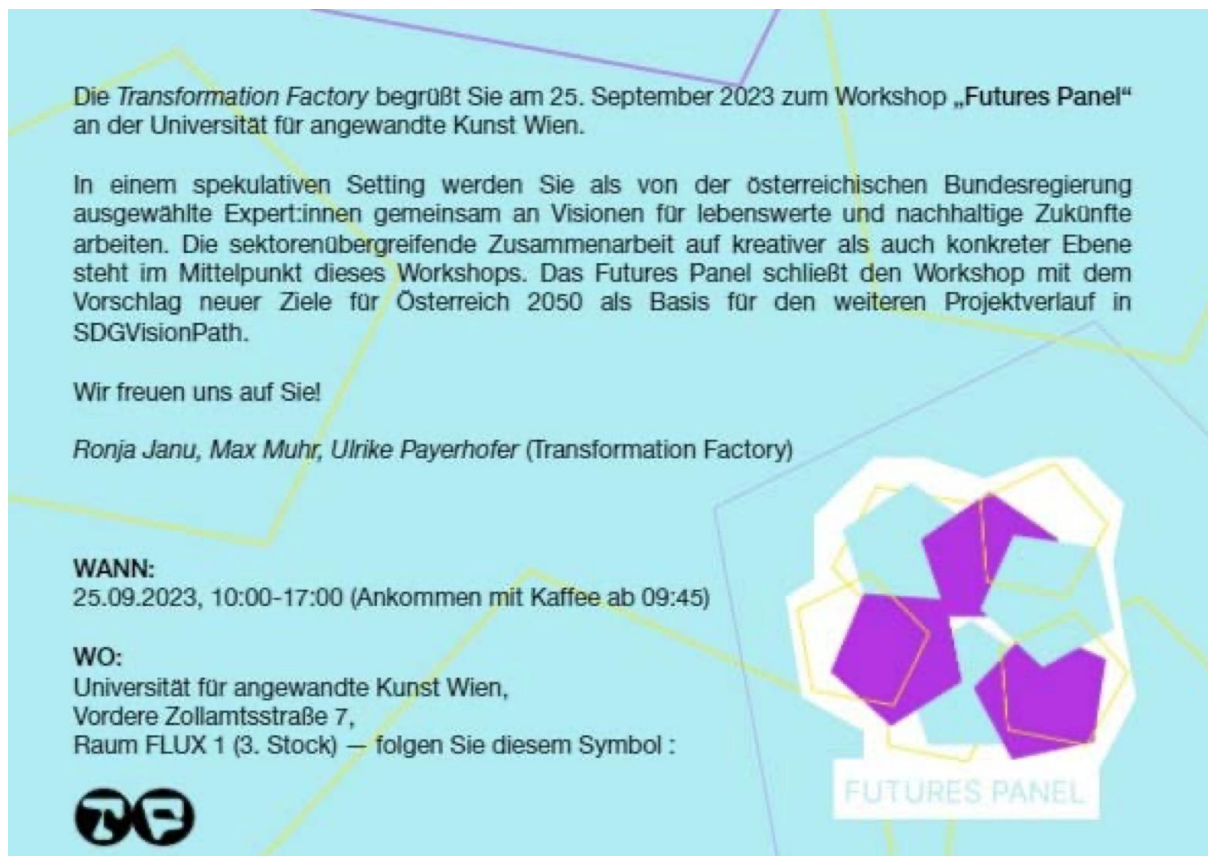 Die Transformation Factory begrüßt Sie am 25. September 2023 zum Workshop „Futures Panel“
an der Universität für angewandte Kunst Wien.
In einem spekulativen Setting werden Sie als von der österreichischen Bundesregierung
ausgewählte Expert:innen gemeinsam an Visionen für lebenswerte und nachhaltige Zukünfte
arbeiten. Die sektorenübergreifende Zusammenarbeit auf kreativer als auch konkreter Ebene
steht im Mittelpunkt dieses Workshops. Das Futures Panel schließt den Workshop mit dem
Vorschlag neuer Ziele für Österreich 2050 als Basis für den weiteren Projektverlauf in
SDGVisionPath.
Wir freuen uns auf Sie!
Ronja Janu, Max Muhr, Ulrike Payerhofer (Transformation Factory)
WANN:
25.09.2023, 10:00-17:00 (Ankommen mit Kaffee ab 09:45)
WO:
Universität für angewandte Kunst Wien,
Vordere Zollamtsstraße 7,
Raum FLUX 1 (3. Stock) — folgen Sie diesem Symbol :
TF
FUTURES PANEL